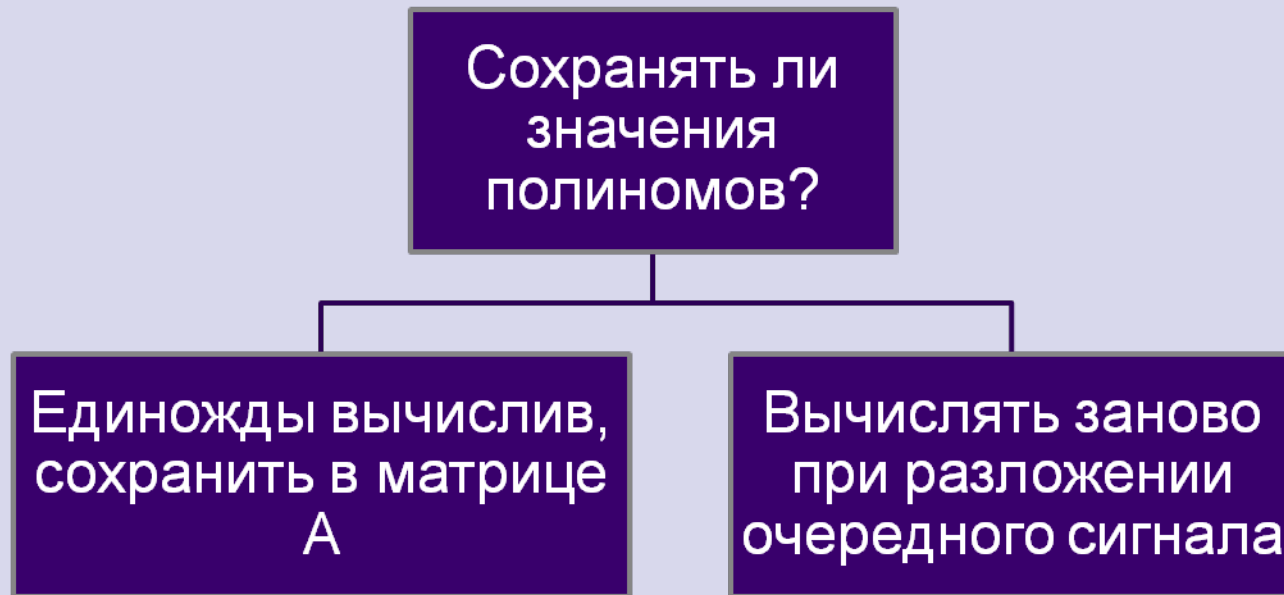 Сохранять ли
значения
полиномов?
Единожды вычислив,
сохранить в матрице
А
Вычислять заново
при разложении
очередного сигнала